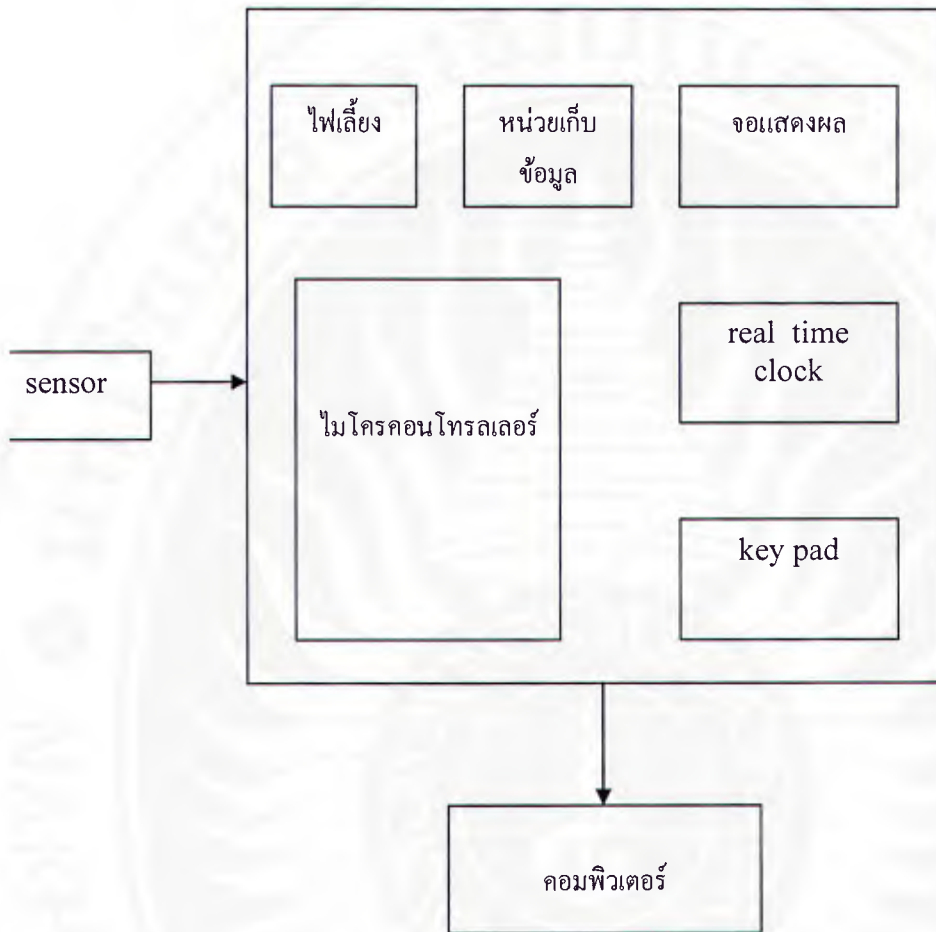 ไฟเลี้ยง
หน่วยเก็บ
ข้อมูล
จอแสดงผล
sensor
ไมโครคอนโทรลเลอร์
real time
clock
key pad
คอมพิวเตอร์